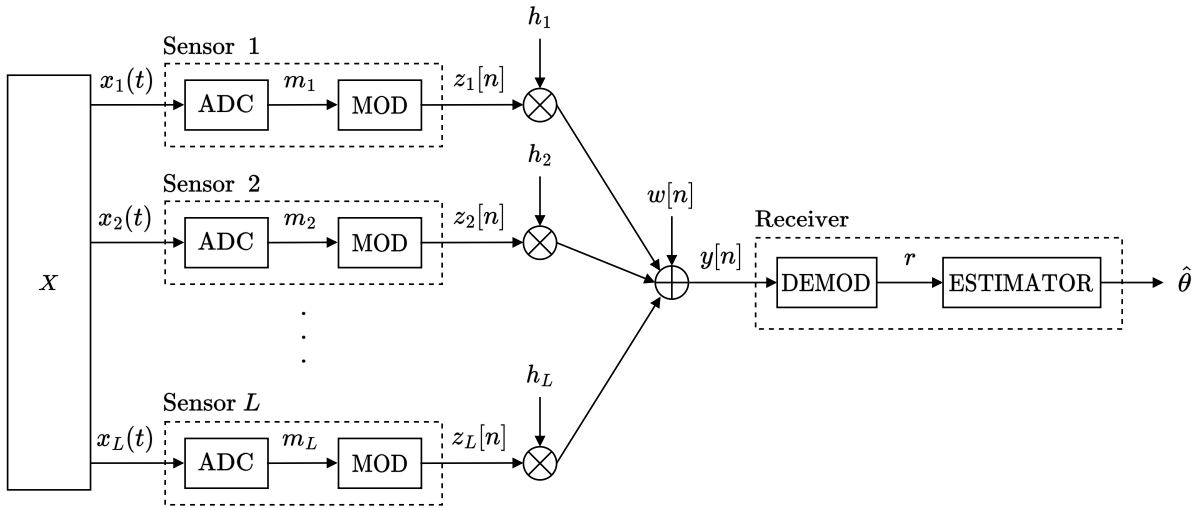 h₁
Sensor 1
x₁(t)
ADC
m₁
MOD
z₁[n]
h₂
Sensor 2
x₂(t)
ADC
m₂
MOD
z₂[n]
w[n]
Receiver
y[n]
DEMOD
r
ESTIMATOR
θ̂
X
h_L
Sensor L
x_L(t)
ADC
m_L
MOD
z_L[n]